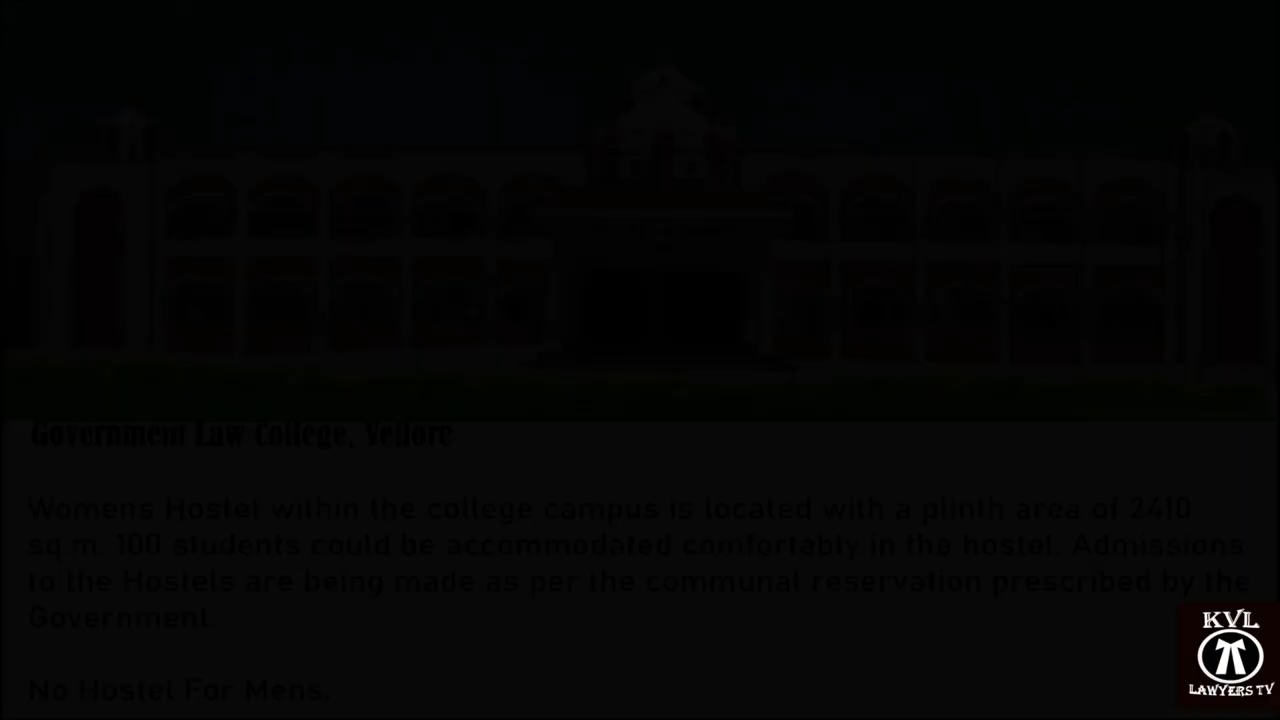 Government Law College, Vellore
Womens Hostel within the college campus is located with a plinth area of 2410
sq.m. 100 students could be accommodated comfortably in the hostel. Admissions
to the Hostels are being made as per the communal reservation prescribed by the
Government.
No Hostel For Mens.
KVL
LAWYERS TV